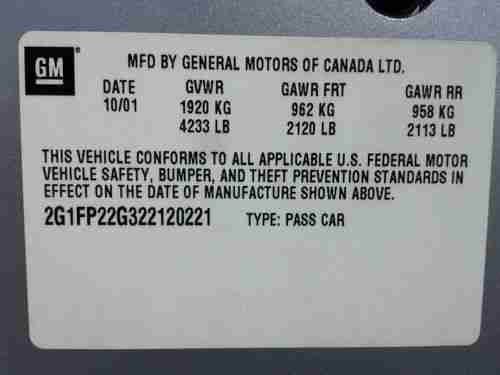 GM
MFD BY GENERAL MOTORS OF CANADA LTD.
DATE GVWR GAWR FRT GAWR RR
10/01 1920 KG 962 KG 958 KG
4233 LB 2120 LB 2113 LB
THIS VEHICLE CONFORMS TO ALL APPLICABLE U.S. FEDERAL MOTOR
VEHICLE SAFETY, BUMPER, AND THEFT PREVENTION STANDARDS IN
EFFECT ON THE DATE OF MANUFACTURE SHOWN ABOVE.
2G1FP22G322120221 TYPE: PASS CAR